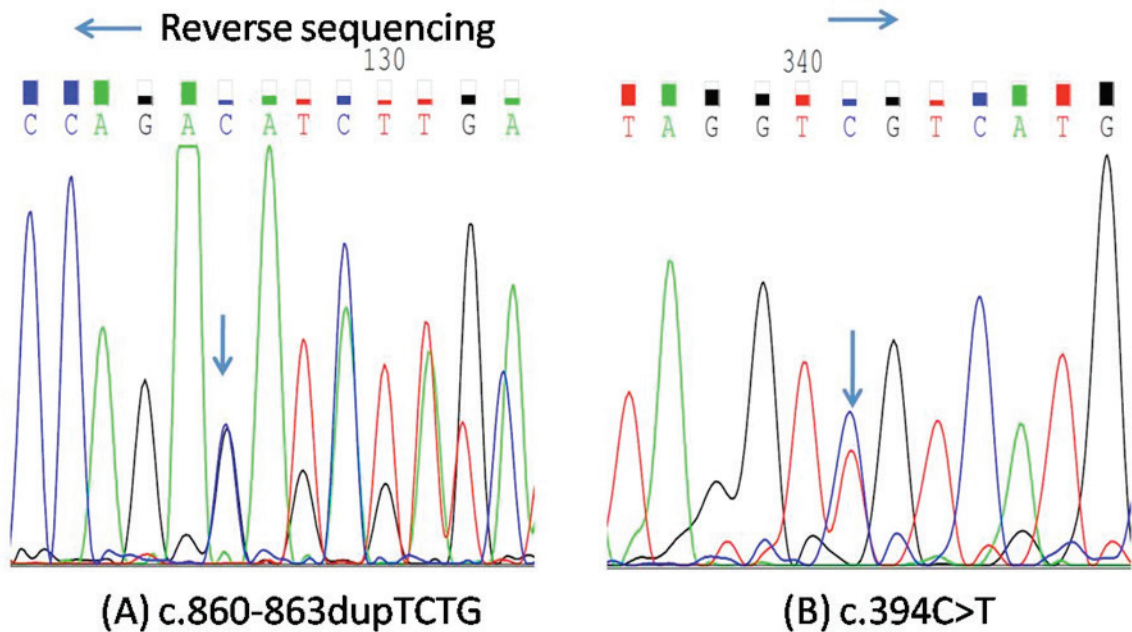 Reverse sequencing
130
C C A G A C A T C T T G A
340
T A G G T C G T C A T G
(A) c.860-863dupTCTG
(B) c.394C>T